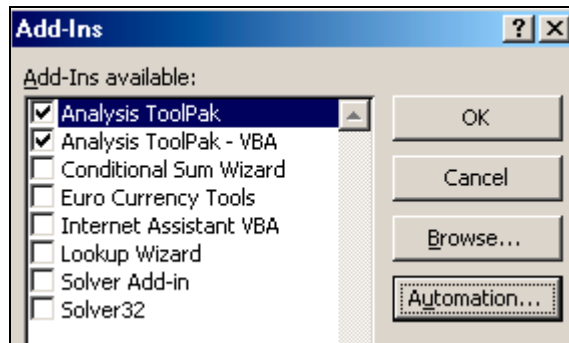 Add-Ins
Add-Ins available:
Analysis ToolPak
Analysis ToolPak - VBA
Conditional Sum Wizard
Euro Currency Tools
Internet Assistant VBA
Lookup Wizard
Solver Add-in
Solver32
OK
Cancel
Browse...
Automation...